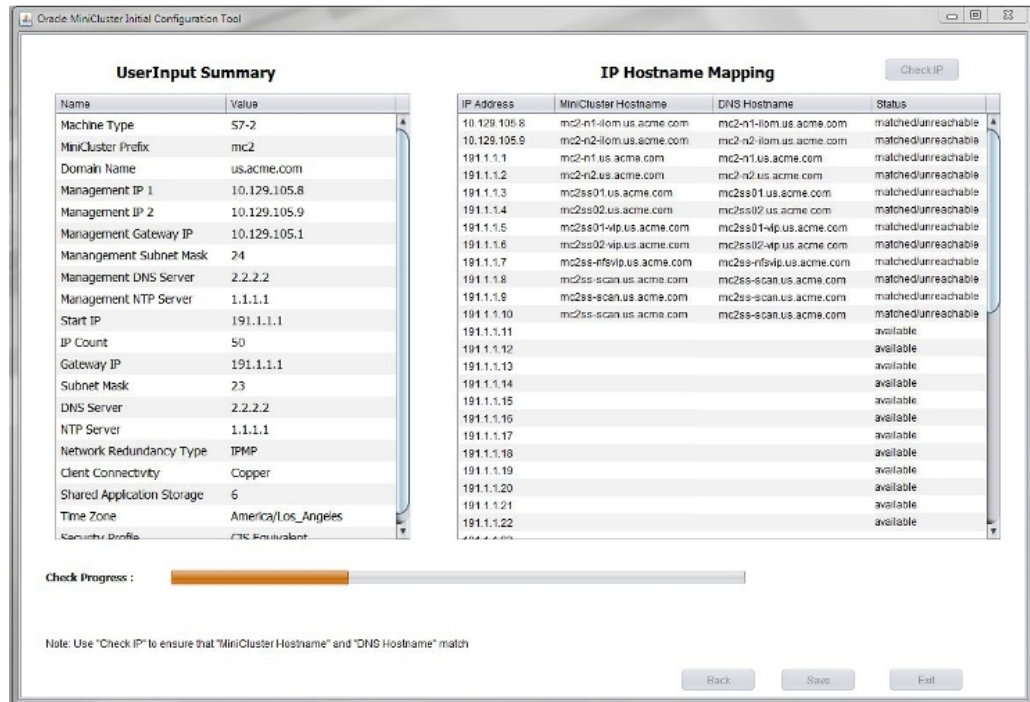 Oracle MiniCluster Initial Configuration Tool
UserInput Summary
Name Value
Machine Type S7-2
MiniCluster Prefix mc2
Domain Name us.acme.com
Management IP 1 10.129.105.8
Management IP 2 10.129.105.9
Management Gateway IP 10.129.105.1
Manangement Subnet Mask 24
Management DNS Server 2.2.2.2
Management NTP Server 1.1.1.1
Start IP 191.1.1.1
IP Count 50
Gateway IP 191.1.1.1
Subnet Mask 23
DNS Server 2.2.2.2
NTP Server 1.1.1.1
Network Redundancy Type IPMP
Client Connectivity Copper
Shared Application Storage 6
Time Zone America/Los_Angeles
Security Profile CIS Equivalent
IP Hostname Mapping
Check IP
IP Address MiniCluster Hostname DNS Hostname Status
10.129.105.8 mc2-n1-ilom.us.acme.com mc2-n1-ilom.us.acme.com matched/unreachable
10.129.105.9 mc2-n2-ilom.us.acme.com mc2-n2-ilom.us.acme.com matched/unreachable
191.1.1.1 mc2-n1.us.acme.com mc2-n1.us.acme.com matched/unreachable
191.1.1.2 mc2-n2.us.acme.com mc2-n2.us.acme.com matched/unreachable
191.1.1.3 mc2ss01.us.acme.com mc2ss01.us.acme.com matched/unreachable
191.1.1.4 mc2ss02.us.acme.com mc2ss02.us.acme.com matched/unreachable
191.1.1.5 mc2ss01-vip.us.acme.com mc2ss01-vip.us.acme.com matched/unreachable
191.1.1.6 mc2ss02-vip.us.acme.com mc2ss02-vip.us.acme.com matched/unreachable
191.1.1.7 mc2ss-nfsvip.us.acme.com mc2ss-nfsvip.us.acme.com matched/unreachable
191.1.1.8 mc2ss-scan.us.acme.com mc2ss-scan.us.acme.com matched/unreachable
191.1.1.9 mc2ss-scan.us.acme.com mc2ss-scan.us.acme.com matched/unreachable
191.1.1.10 mc2ss-scan.us.acme.com mc2ss-scan.us.acme.com matched/unreachable
191.1.1.11 available
191.1.1.12 available
191.1.1.13 available
191.1.1.14 available
191.1.1.15 available
191.1.1.16 available
191.1.1.17 available
191.1.1.18 available
191.1.1.19 available
191.1.1.20 available
191.1.1.21 available
191.1.1.22 available
Check Progress :
Note: Use "Check IP" to ensure that "MiniCluster Hostname" and "DNS Hostname" match
Back Save Exit